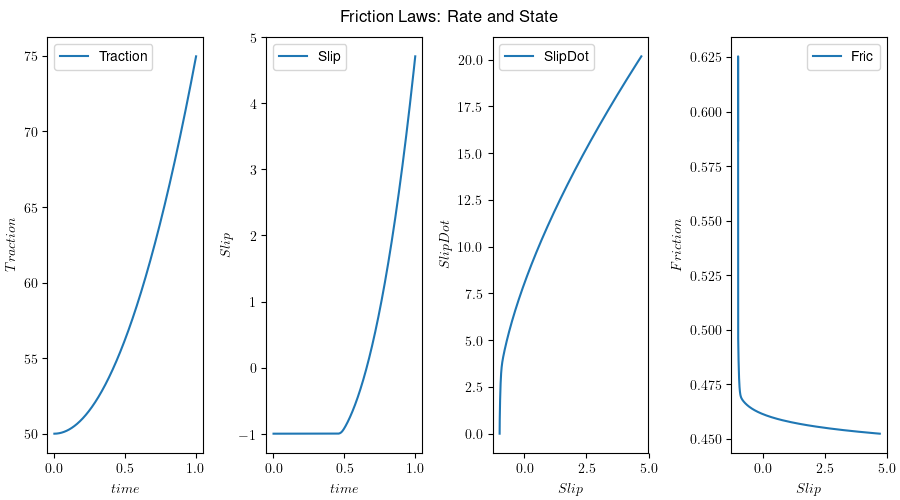 Friction Laws: Rate and State
Traction
75
70
65
60
55
50
0.0 0.5 1.0
time
Traction
Slip
5
4
3
2
1
0
−1
0.0 0.5 1.0
time
Slip
SlipDot
20.0
17.5
15.0
12.5
10.0
7.5
5.0
2.5
0.0
0.0 2.5 5.0
Slip
SlipDot
Fric
0.625
0.600
0.575
0.550
0.525
0.500
0.475
0.450
0.0 2.5 5.0
Slip
Friction